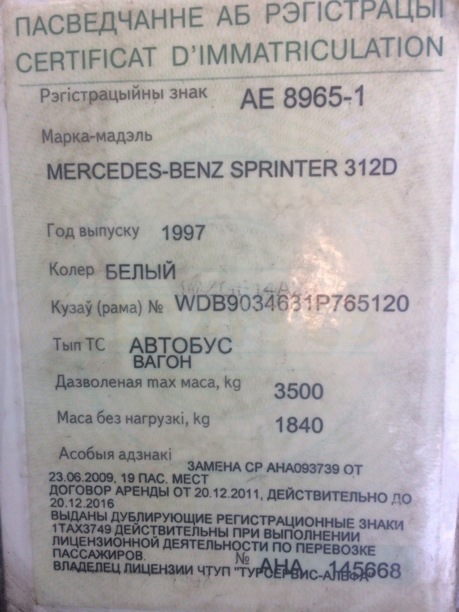 ПАСВЕДЧАННЕ АБ РЭГІСТРАЦЫІ
CERTIFICAT D'IMMATRICULATION
Рэгістрацыйны знак АЕ 8965-1
Марка-мадэль
MERCEDES-BENZ SPRINTER 312D
Год выпуску 1997
Колер БЕЛЫЙ
Кузаў (рама) № WDB9034631P765120
Тып ТС АВТОБУС
ВАГОН
Дазволеная max маса, kg 3500
Маса без нагрузкі, kg 1840
Асобыя адзнакі
ЗАМЕНА СР АНА093739 ОТ
23.06.2009, 19 ПАС. МЕСТ
ДОГОВОР АРЕНДЫ ОТ 20.12.2011, ДЕЙСТВИТЕЛЬНО ДО
20.12.2016
ВЫДАНЫ ДУБЛИРУЮЩИЕ РЕГИСТРАЦИОННЫЕ ЗНАКИ
1ТАХ3749 ДЕЙСТВИТЕЛЬНЫ ПРИ ВЫПОЛНЕНИИ
ЛИЦЕНЗИОННОЙ ДЕЯТЕЛЬНОСТИ ПО ПЕРЕВОЗКЕ
ПАССАЖИРОВ.
ВЛАДЕЛЕЦ ЛИЦЕНЗИИ ЧТУП "ТУРСЕРВИС-АЛЬФА"
№ АНА 145668